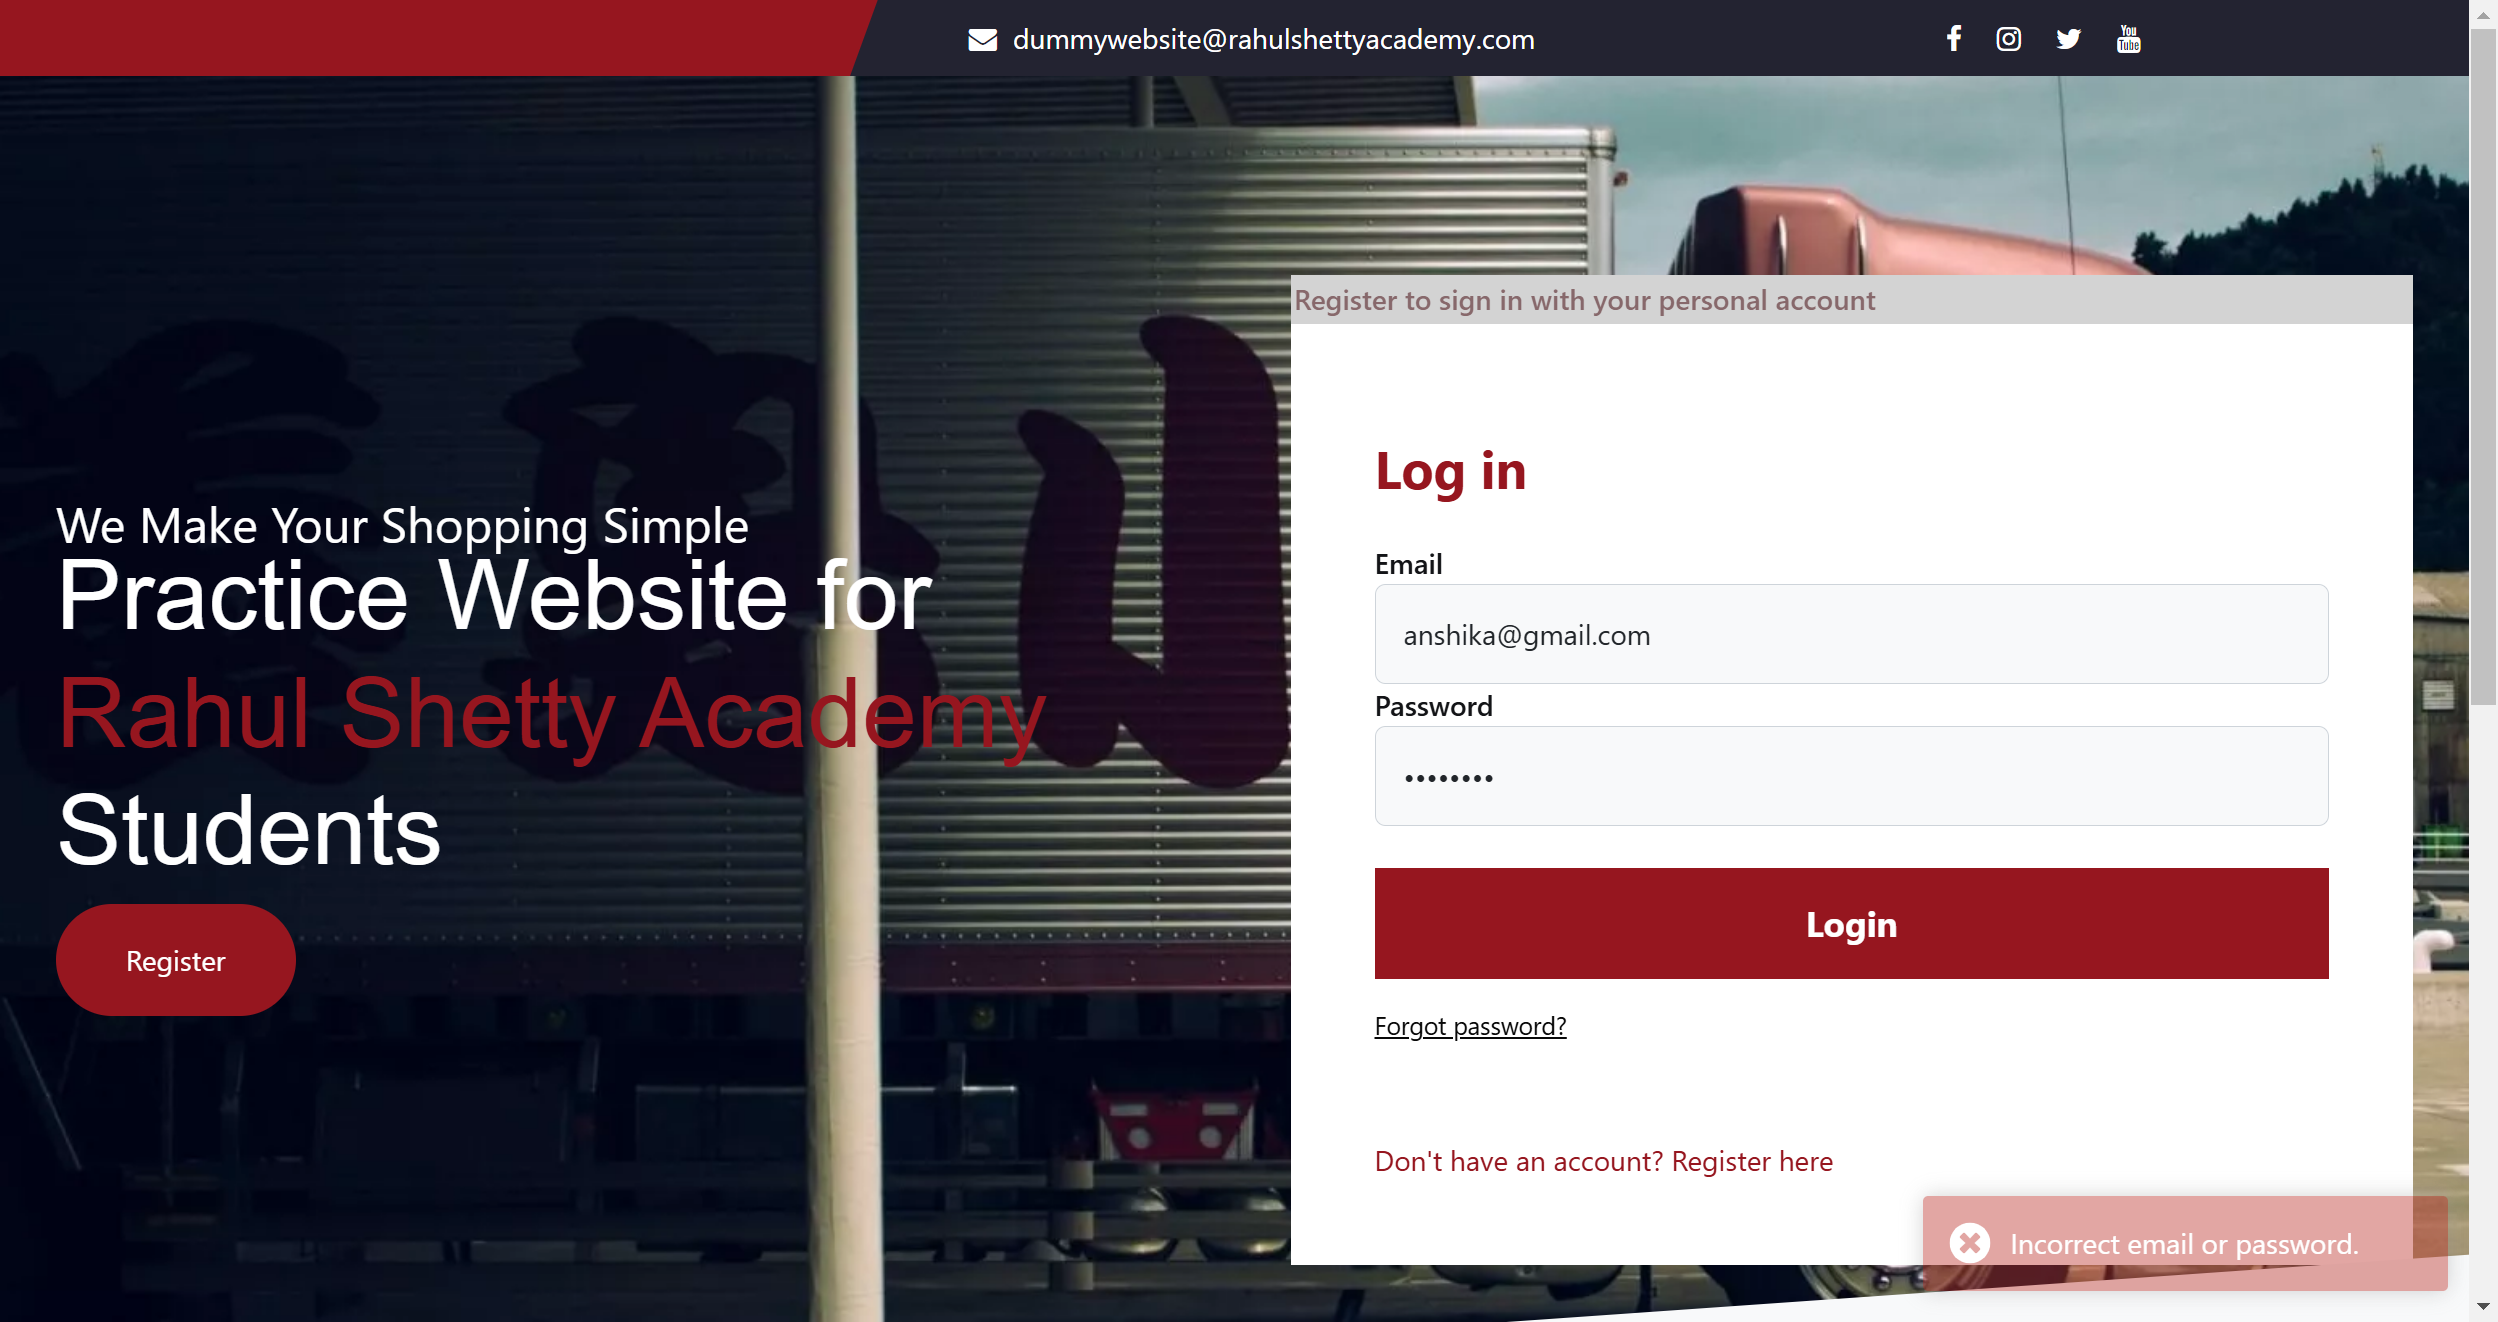 dummywebsite@rahulshettyacademy.com
You
Tube
Register to sign in with your personal account
We Make Your Shopping Simple
Practice Website for
Rahul Shetty Academy
Students
Register
Log in
Email
anshika@gmail.com
Password
Login
Forgot password?
Don't have an account? Register here
Incorrect email or password.